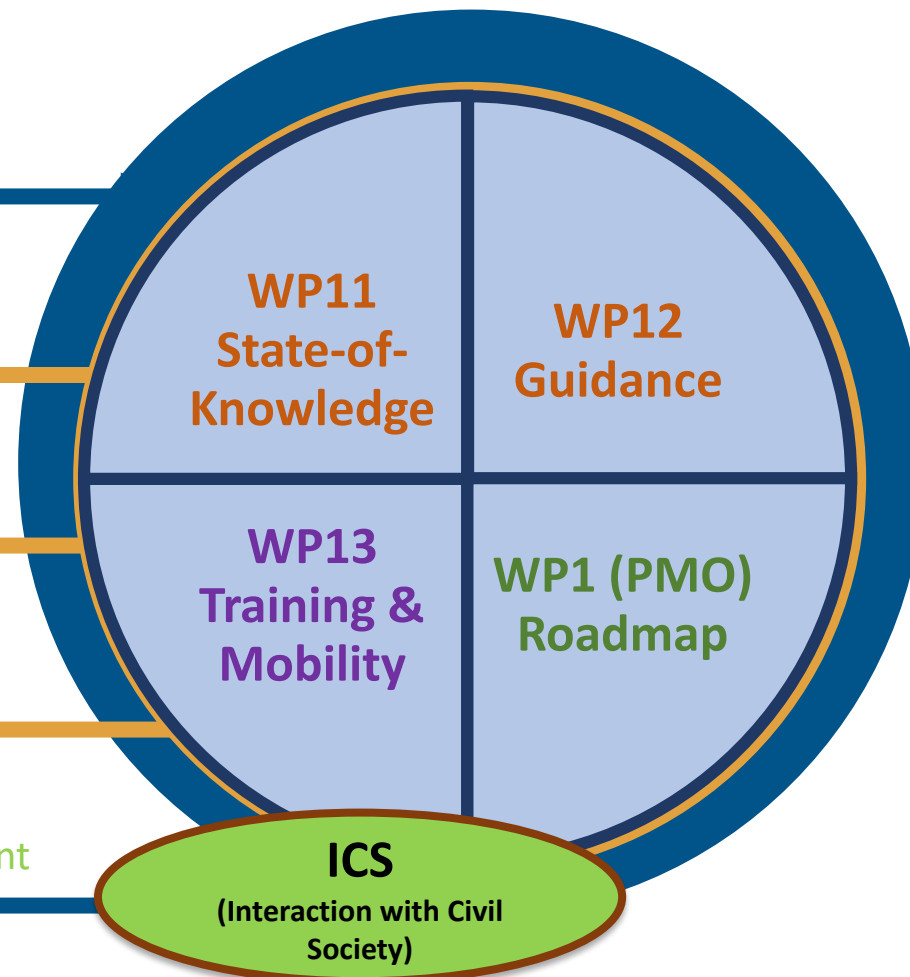 WP11
State-of-
Knowledge
WP12
Guidance
WP13
Training &
Mobility
WP1 (PMO)
Roadmap
nt
ICS
(Interaction with Civil
Society)